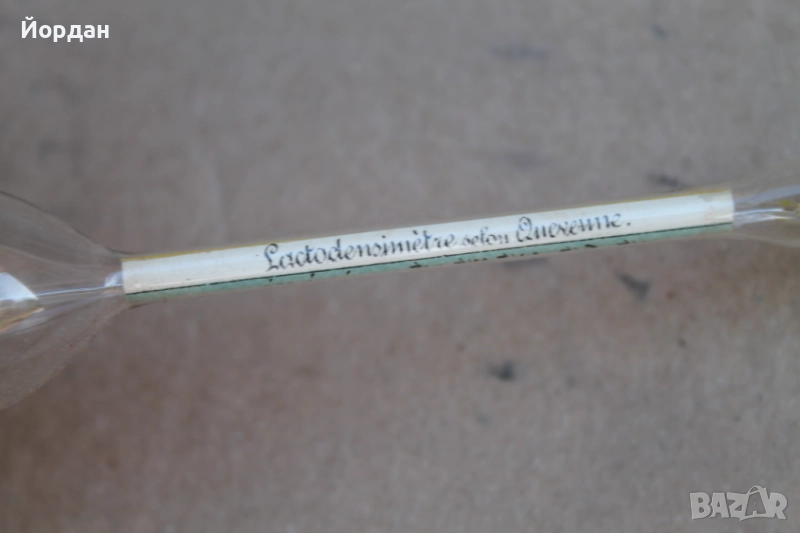 Йордан
Lactodensimètre selon Quevenne.
BAZAR